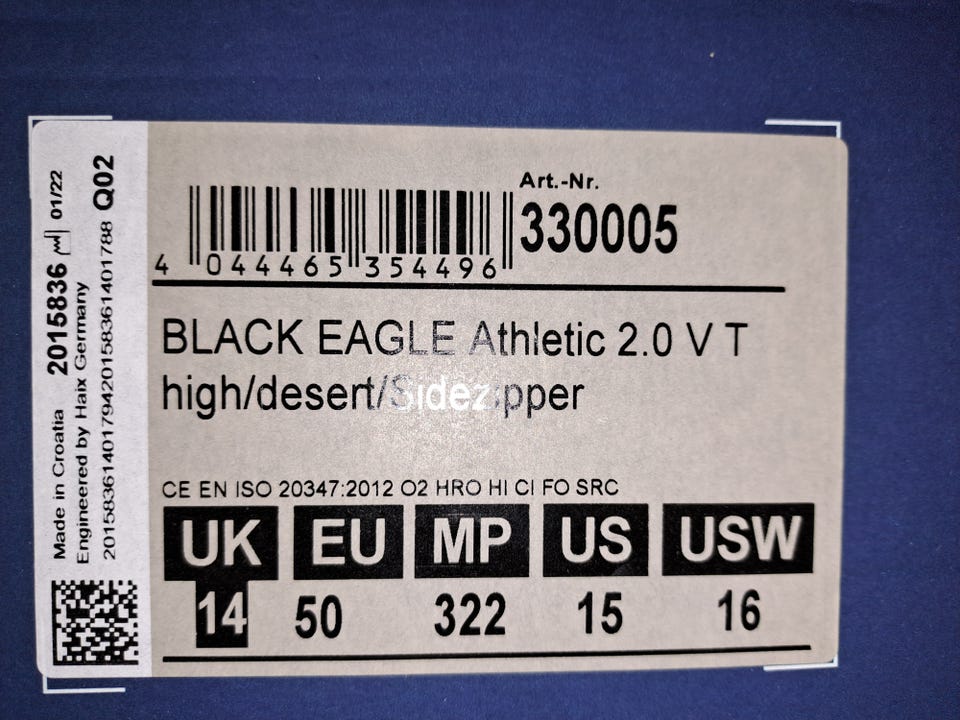 Made in Croatia 2015836 01/22
Engineered by Haix Germany
2015836140179420158361401788 Q02
Art.-Nr.
330005
4 044465 354496
BLACK EAGLE Athletic 2.0 V T
high/desert/Sidezipper
CE EN ISO 20347:2012 O2 HRO HI CI FO SRC
UK EU MP US USW
14 50 322 15 16